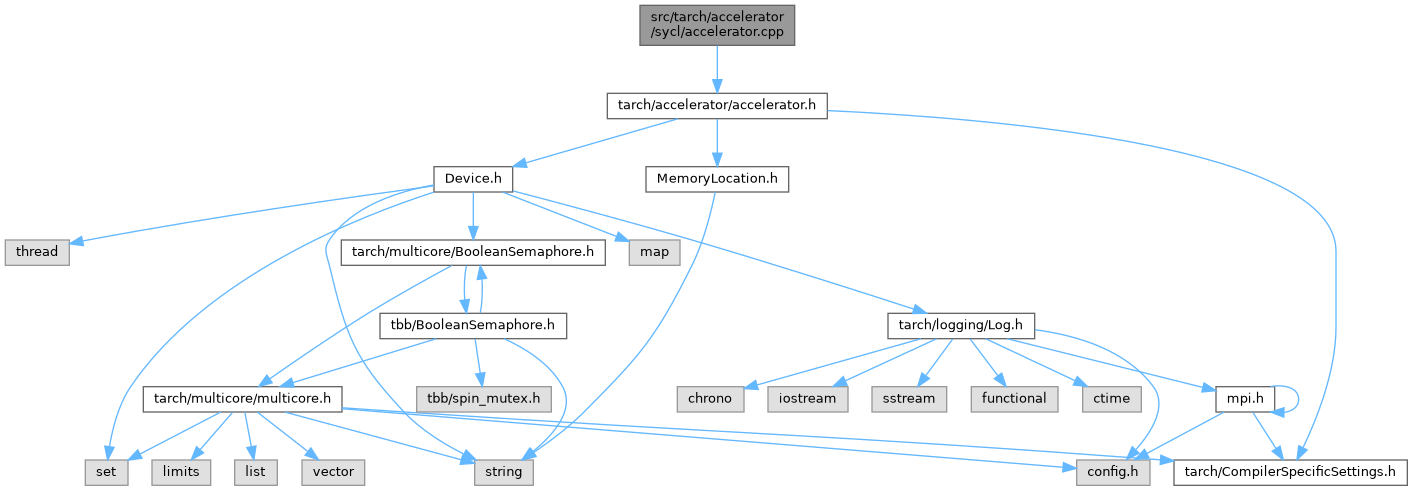 src/tarch/accelerator
/sycl/accelerator.cpp
tarch/accelerator/accelerator.h
Device.h
MemoryLocation.h
thread
tarch/multicore/BooleanSemaphore.h
map
tbb/BooleanSemaphore.h
tarch/logging/Log.h
tarch/multicore/multicore.h
tbb/spin_mutex.h
chrono
iostream
sstream
functional
ctime
mpi.h
set
limits
list
vector
string
config.h
tarch/CompilerSpecificSettings.h